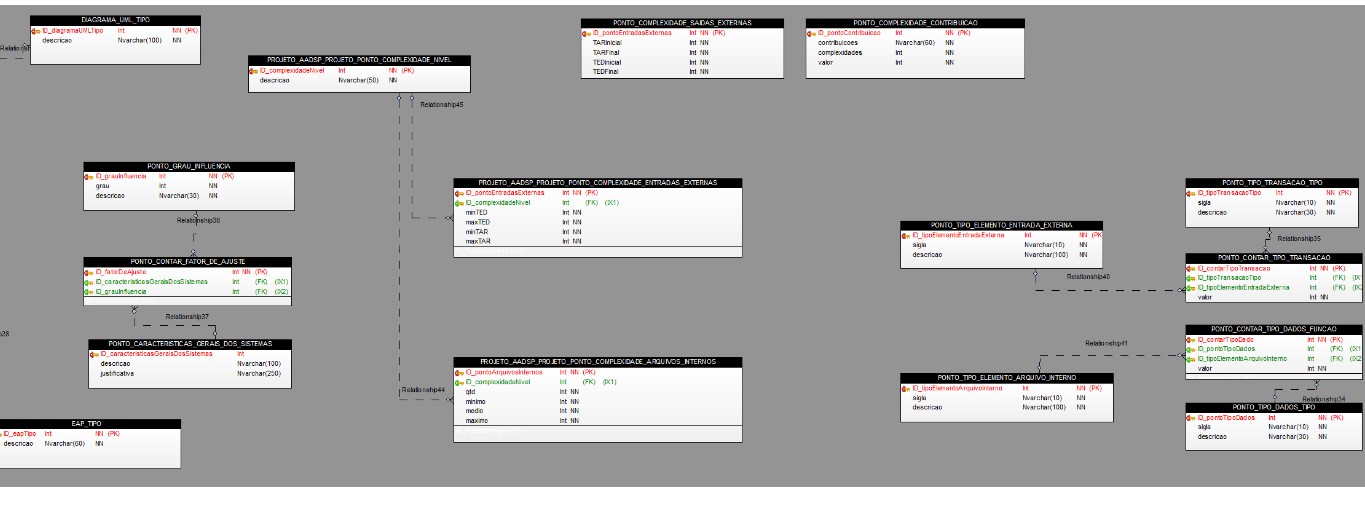 DIAGRAMA_UML_TIPO
ID_diagramaUMLTipo Int NN (PK)
descricao Nvarchar(100) NN
PROJETO_AADSP_PROJETO_PONTO_COMPLEXIDADE_NIVEL
ID_complexidadeNivel Int NN (PK)
descricao Nvarchar(50) NN
Relationship45
PONTO_COMPLEXIDADE_SAIDAS_EXTERNAS
ID_pontoEntradasExternas Int NN (PK)
TARInicial Int NN
TARFinal Int NN
TEDInicial Int NN
TEDFinal Int NN
PONTO_COMPLEXIDADE_CONTRIBUICAO
ID_pontoContribuicao Int NN (PK)
contribuicoes Nvarchar(60) NN
complexidades Int NN
valor Int NN
PONTO_GRAU_INFLUENCIA
ID_grauInfluencia Int NN (PK)
grau Int NN
descricao Nvarchar(30) NN
Relationship38
PONTO_CONTAR_FATOR_DE_AJUSTE
ID_fatorDeAjuste Int NN (PK)
ID_caracteristicasGeraisDosSistemas Int (FK) (IX1)
ID_grauInfluencia Int (FK) (IX2)
Relationship37
PONTO_CARACTERISTICAS_GERAIS_DOS_SISTEMAS
ID_caracteristicasGeraisDosSistemas Int
descricao Nvarchar(100)
justificativa Nvarchar(250)
EAP_TIPO
ID_eapTipo Int NN (PK)
descricao Nvarchar(60) NN
PROJETO_AADSP_PROJETO_PONTO_COMPLEXIDADE_ENTRADAS_EXTERNAS
ID_pontoEntradasExternas Int NN (PK)
ID_complexidadeNivel Int (FK) (IX1)
minTED Int NN
maxTED Int NN
minTAR Int NN
maxTAR Int NN
PROJETO_AADSP_PROJETO_PONTO_COMPLEXIDADE_ARQUIVOS_INTERNOS
ID_pontoArquivosInternos Int NN (PK)
ID_complexidadeNivel Int (FK) (IX1)
qtd Int NN
minimo Int NN
medio Int NN
maximo Int NN
Relationship44
PONTO_TIPO_ELEMENTO_ENTRADA_EXTERNA
ID_tipoElementoEntradaExterna Int NN (PK
sigla Nvarchar(10) NN
descricao Nvarchar(100) NN
Relationship40
PONTO_TIPO_TRANSACAO_TIPO
ID_tipoTransacaoTipo Int NN (PK)
sigla Nvarchar(10) NN
descricao Nvarchar(30) NN
Relationship35
PONTO_CONTAR_TIPO_TRANSACAO
ID_contarTipoTransacao Int NN (PK)
ID_tipoTransacaoTipo Int (FK) (IX
ID_tipoElementoEntradaExterna Int (FK) (IX2
valor Int NN
PONTO_CONTAR_TIPO_DADOS_FUNCAO
ID_contarTipoDado Int NN (PK)
ID_pontoTipoDados Int (FK) (IX1
ID_tipoElementoArquivoInterno Int (FK) (IX2
valor Int NN
Relationship41
PONTO_TIPO_ELEMENTO_ARQUIVO_INTERNO
ID_tipoElementoArquivoInterno Int NN (PK)
sigla Nvarchar(10) NN
descricao Nvarchar(100) NN
Relationship34
PONTO_TIPO_DADOS_TIPO
ID_pontoTipoDados Int NN (PK)
sigla Nvarchar(10) NN
descricao Nvarchar(30) NN